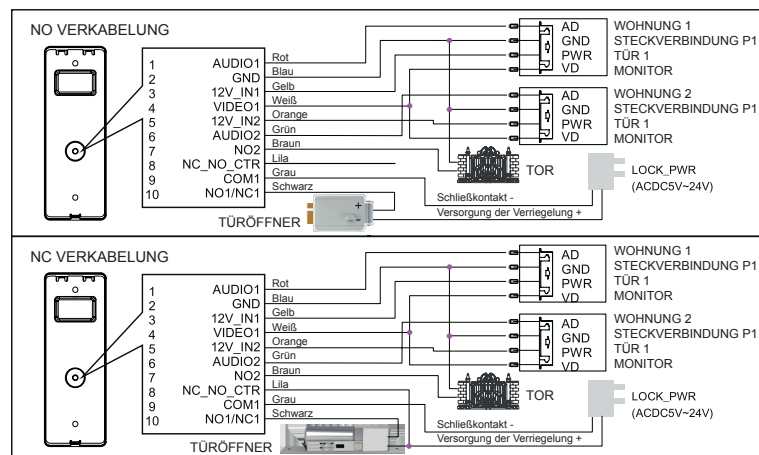 NO VERKABELUNG
1 AUDIO1 Rot
2 GND Blau
3 12V_IN1 Gelb
4 VIDEO1 Weiß
5 12V_IN2 Orange
6 AUDIO2 Grün
7 NO2 Braun
8 NC_NO_CTR Lila
9 COM1 Grau
10 NO1/NC1 Schwarz
AD WOHNUNG 1
GND STECKVERBINDUNG P1
PWR TÜR 1
VD MONITOR
AD WOHNUNG 2
GND STECKVERBINDUNG P1
PWR TÜR 1
VD MONITOR
TOR
LOCK_PWR
(ACDC5V~24V)
Schließkontakt -
Versorgung der Verriegelung +
+
-
TÜRÖFFNER
NC VERKABELUNG
1 AUDIO1 Rot
2 GND Blau
3 12V_IN1 Gelb
4 VIDEO1 Weiß
5 12V_IN2 Orange
6 AUDIO2 Grün
7 NO2 Braun
8 NC_NO_CTR Lila
9 COM1 Grau
10 NO1/NC1 Schwarz
AD WOHNUNG 1
GND STECKVERBINDUNG P1
PWR TÜR 1
VD MONITOR
AD WOHNUNG 2
GND STECKVERBINDUNG P1
PWR TÜR 1
VD MONITOR
TOR
LOCK_PWR
(ACDC5V~24V)
Schließkontakt -
Versorgung der Verriegelung +
TÜRÖFFNER